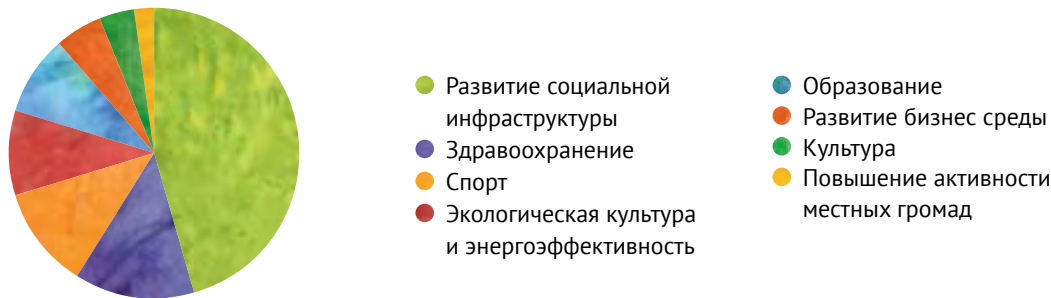 Развитие социальной
инфраструктуры
Здравоохранение
Спорт
Экологическая культура
и энергоэффективность
Образование
Развитие бизнес среды
Культура
Повышение активности
местных громад